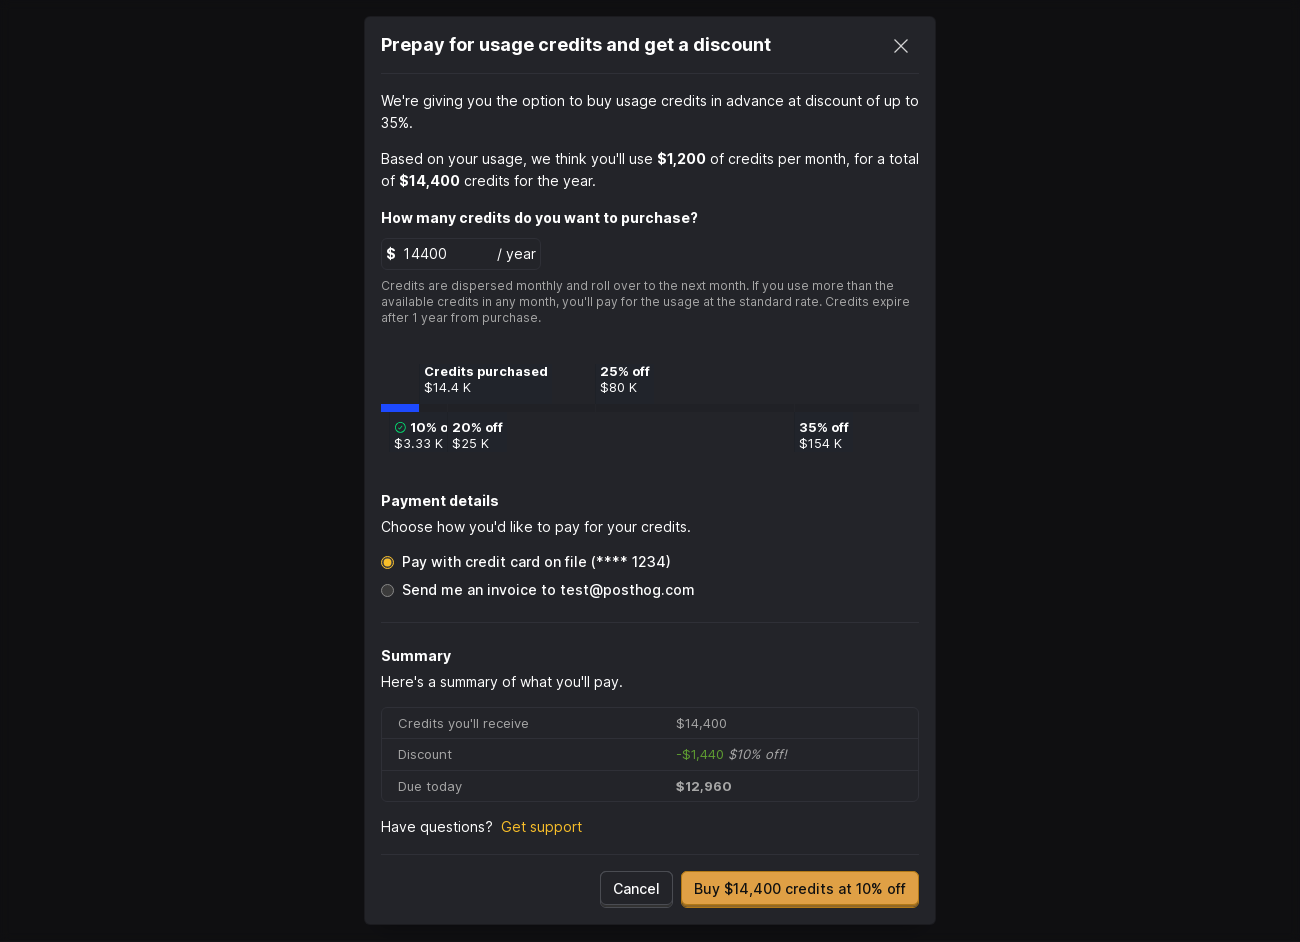 Prepay for usage credits and get a discount
We're giving you the option to buy usage credits in advance at discount of up to
35%.
Based on your usage, we think you'll use $1,200 of credits per month, for a total
of $14,400 credits for the year.
How many credits do you want to purchase?
$ 14400 / year
Credits are dispersed monthly and roll over to the next month. If you use more than the
available credits in any month, you'll pay for the usage at the standard rate. Credits expire
after 1 year from purchase.
Credits purchased 25% off
$14.4 K $80 K
10% o 20% off 35% off
$3.33 K $25 K $154 K
Payment details
Choose how you'd like to pay for your credits.
Pay with credit card on file (**** 1234)
Send me an invoice to test@posthog.com
Summary
Here's a summary of what you'll pay.
Credits you'll receive $14,400
Discount -$1,440 $10% off!
Due today $12,960
Have questions? Get support
Cancel Buy $14,400 credits at 10% off